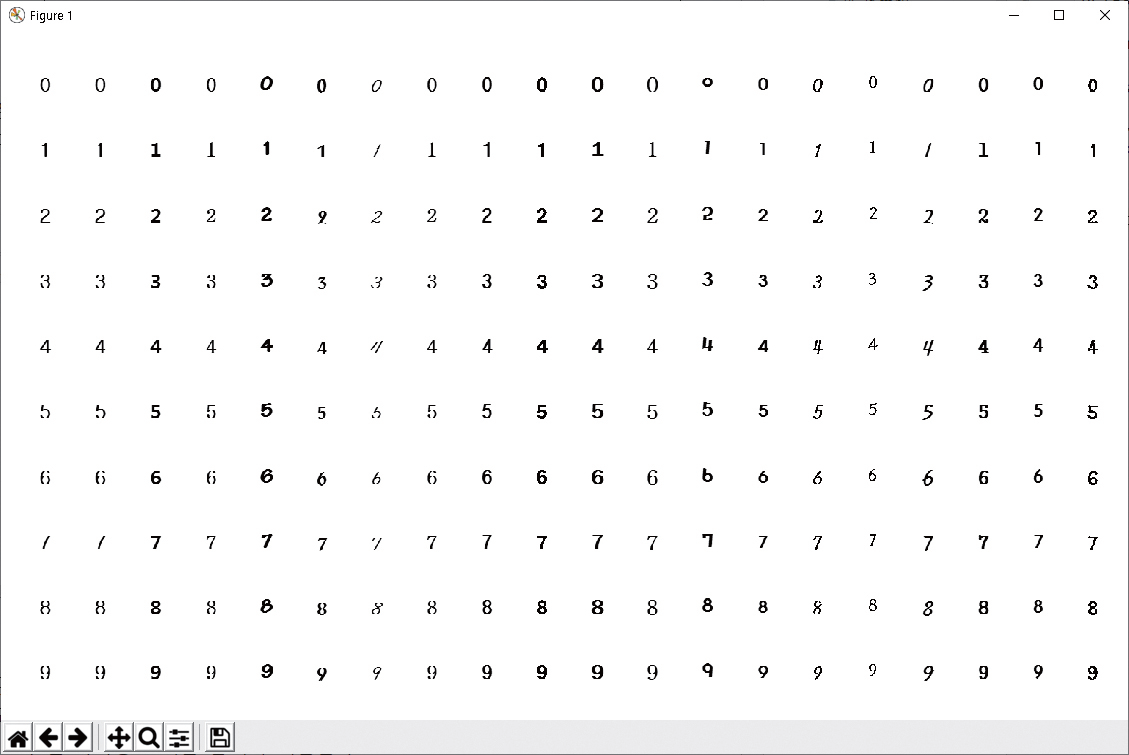 Figure 1
0 0 0 0 0 0 0 0 0 0 0 0 0 0 0 0 0 0 0 0
1 1 1 1 1 1 1 1 1 1 1 1 1 1 1 1 1 1 1 1
2 2 2 2 2 2 2 2 2 2 2 2 2 2 2 2 2 2 2 2
3 3 3 3 3 3 3 3 3 3 3 3 3 3 3 3 3 3 3 3
4 4 4 4 4 4 4 4 4 4 4 4 4 4 4 4 4 4 4 4
5 5 5 5 5 5 5 5 5 5 5 5 5 5 5 5 5 5 5 5
6 6 6 6 6 6 6 6 6 6 6 6 6 6 6 6 6 6 6 6
7 7 7 7 7 7 7 7 7 7 7 7 7 7 7 7 7 7 7 7
8 8 8 8 8 8 8 8 8 8 8 8 8 8 8 8 8 8 8 8
9 9 9 9 9 9 9 9 9 9 9 9 9 9 9 9 9 9 9 9